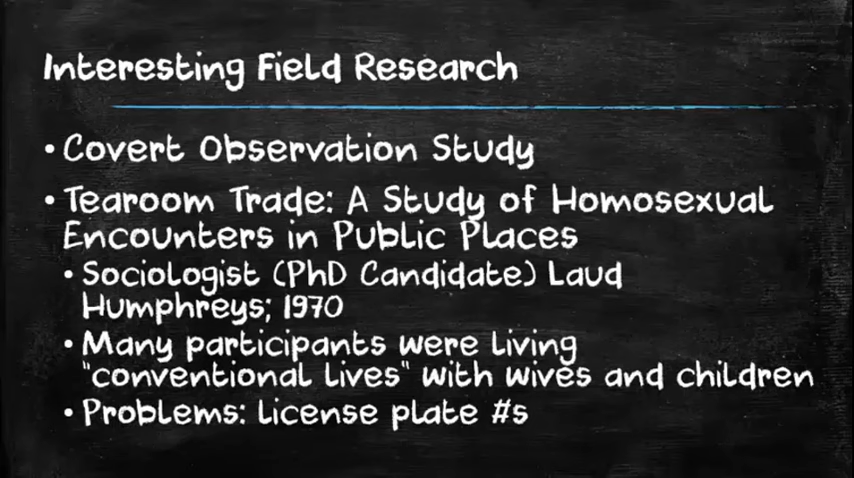 Interesting Field Research
• Covert Observation Study
• Tearoom Trade: A Study of Homosexual
Encounters in Public Places
• Sociologist (PhD Candidate) Laud
Humphreys; 1970
• Many participants were living
"conventional lives" with wives and children
• Problems: license plate #s